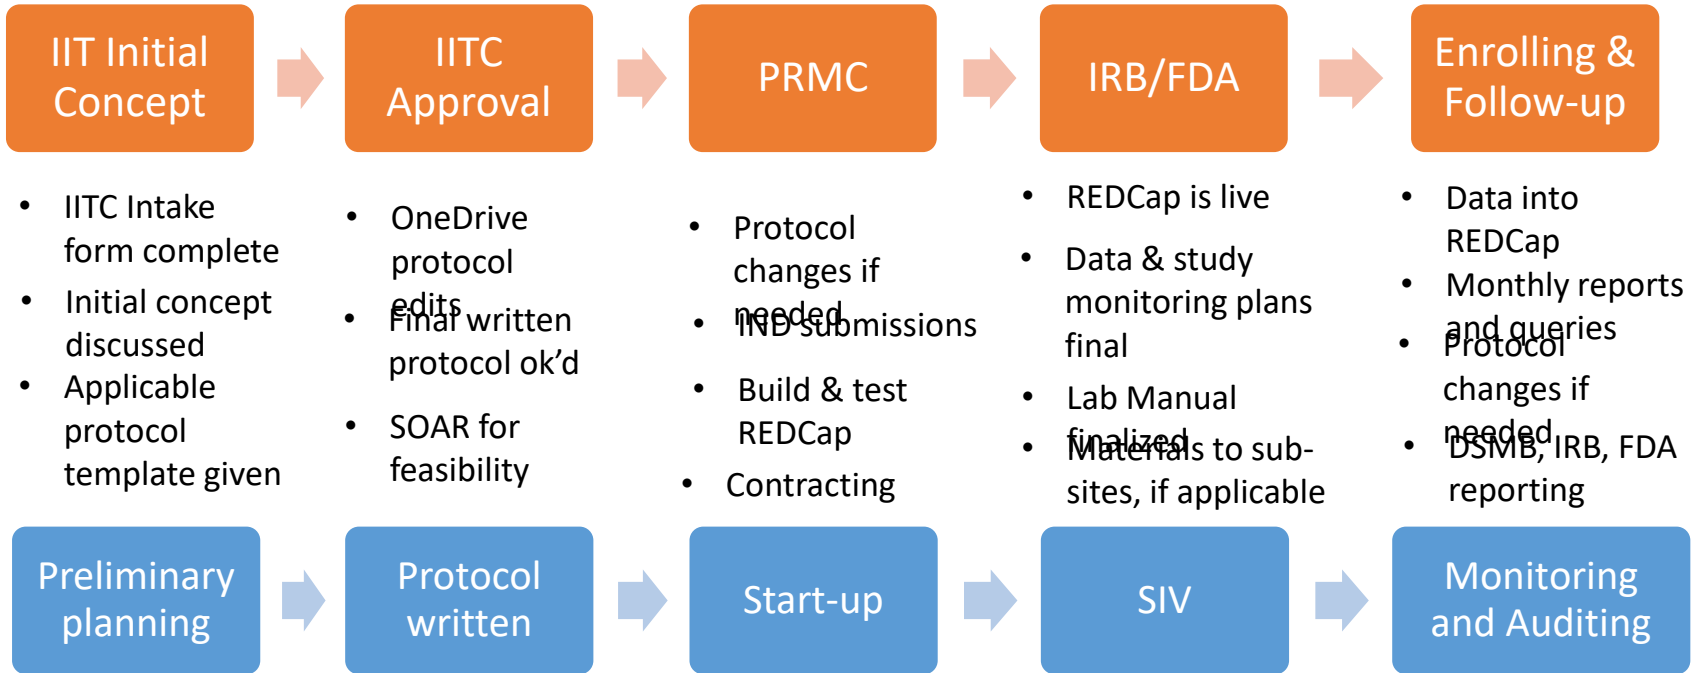 IIT Initial
Concept
IITC
Approval
PRMC
IRB/FDA
Enrolling &
Follow-up
• IITC Intake
form complete
• Initial concept
discussed
• Applicable
protocol
template given
• OneDrive
protocol
edits
• Final written
protocol ok’d
• SOAR for
feasibility
• Protocol
changes if
needed
• IND submissions
• Build & test
REDCap
• Contracting
• REDCap is live
• Data & study
monitoring plans
final
• Lab Manual
finalized
• Materials to sub-
sites, if applicable
• Data into
REDCap
• Monthly reports
and queries
• Protocol
changes if
needed
• DSMB, IRB, FDA
reporting
Preliminary
planning
Protocol
written
Start-up
SIV
Monitoring
and Auditing